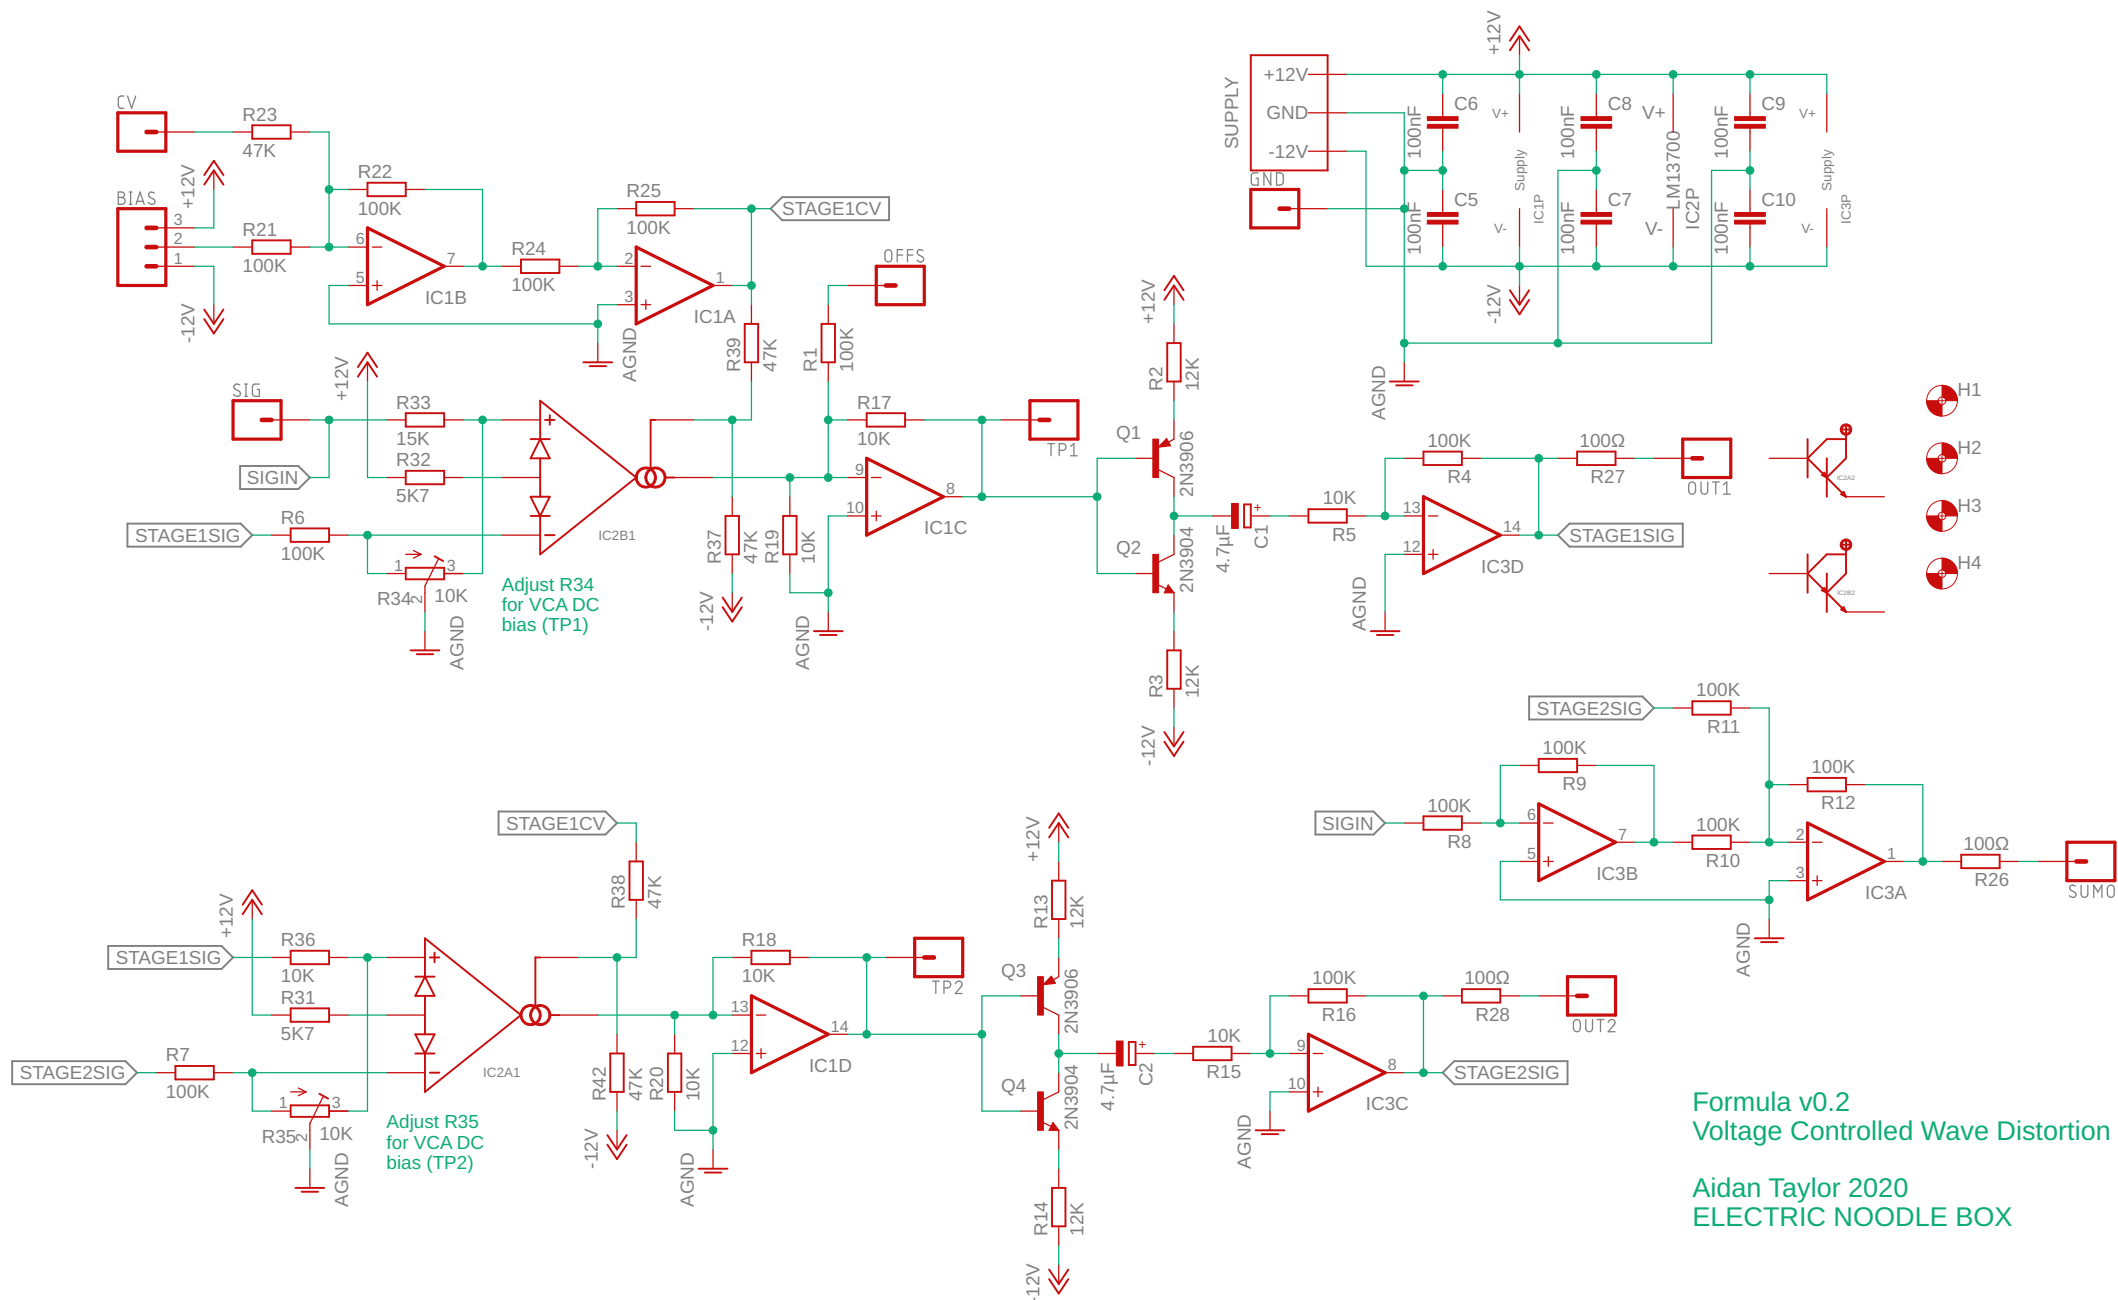 CV
R23
47K
R22
100K
BIAS
+12V
3
2
1
-12V
R21
100K
6
5
7
IC1B
R24
100K
R25
100K
2
3
1
IC1A
AGND
STAGE1CV
R39
47K
OFFS
R1
100K
SIG
SIGIN
+12V
R33
15K
R32
5K7
STAGE1SIG
R6
100K
1
3
2
R34
10K
AGND
IC2B1
Adjust R34
for VCA DC
bias (TP1)
R37
47K
-12V
R19
10K
AGND
R17
10K
9
10
8
IC1C
TP1
+12V
R2
12K
Q1
2N3906
Q2
2N3904
R3
12K
-12V
4.7µF
+
C1
10K
R5
100K
R4
13
12
14
IC3D
AGND
100Ω
R27
OUT1
STAGE1SIG
SUPPLY
+12V
GND
-12V
GND
AGND
+12V
-12V
C6
100nF
C5
100nF
V+
Supply
V-
IC1P
C8
100nF
C7
100nF
V+
LM13700
V-
IC2P
C9
100nF
C10
100nF
V+
Supply
V-
IC3P
IC2A2
IC2B2
H1
H2
H3
H4
STAGE2SIG
100K
R11
SIGIN
100K
R8
100K
R9
6
5
7
IC3B
100K
R10
100K
R12
2
3
1
IC3A
AGND
100Ω
R26
SUMO
STAGE1CV
R38
47K
+12V
STAGE1SIG
R36
10K
R31
5K7
STAGE2SIG
R7
100K
1
3
2
R35
10K
AGND
IC2A1
Adjust R35
for VCA DC
bias (TP2)
R42
47K
-12V
R20
10K
AGND
R18
10K
13
12
14
IC1D
TP2
+12V
R13
12K
Q3
2N3906
Q4
2N3904
R14
12K
-12V
4.7µF
+
C2
10K
R15
100K
R16
9
10
8
IC3C
AGND
100Ω
R28
OUT2
STAGE2SIG
Formula v0.2
Voltage Controlled Wave Distortion
Aidan Taylor 2020
ELECTRIC NOODLE BOX